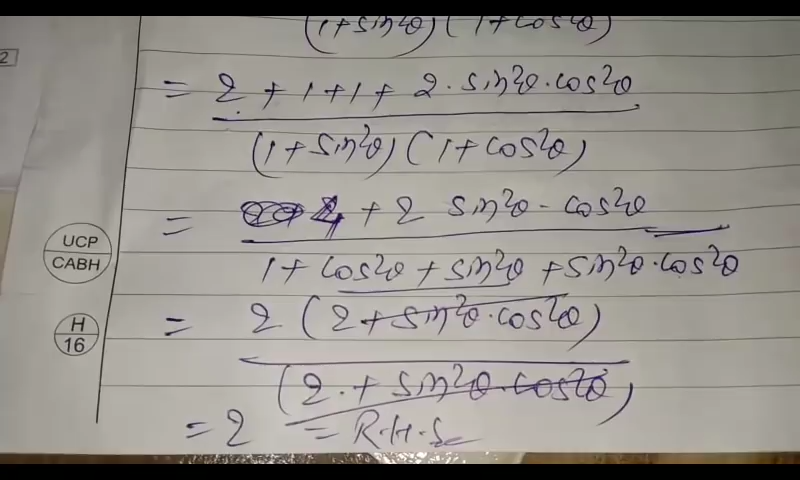 2
(1+sin²θ)(1+cos²θ)
= 2 + 1 + 1 + 2 · sin²θ · cos²θ
(1 + sin²θ) (1 + cos²θ)
= 4 + 2 sin²θ · cos²θ
UCP
CABH
1 + cos²θ + sin²θ + sin²θ · cos²θ
H
16
= 2 (2 + sin²θ · cos²θ)
(2 · + sin²θ · cos²θ)
= 2 = R.H.S